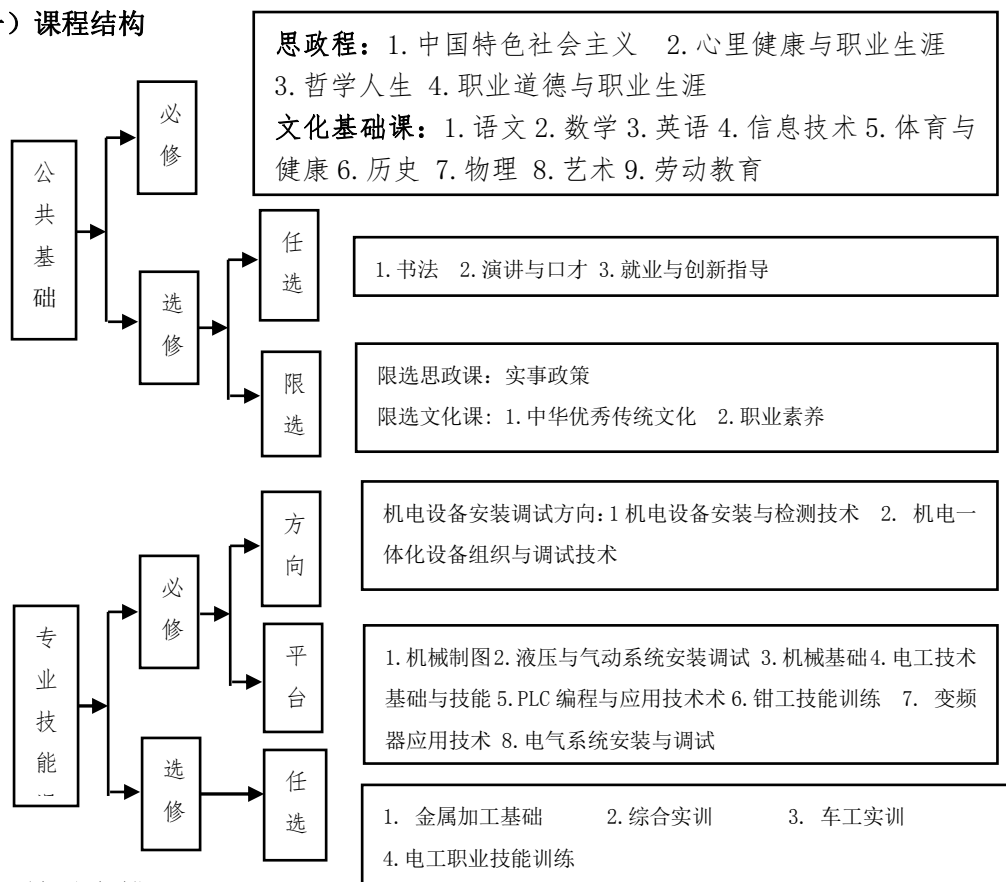 ）课程结构
思政程：1.中国特色社会主义 2.心里健康与职业生涯
3.哲学人生 4.职业道德与职业生涯
文化基础课：1.语文 2.数学 3.英语 4.信息技术 5.体育与
健康 6.历史 7.物理 8.艺术 9.劳动教育
公共基础
必修
选修
任选
1.书法 2.演讲与口才 3.就业与创新指导
限选
限选思政课：实事政策
限选文化课：1.中华优秀传统文化 2.职业素养
专业技能
必修
方向
机电设备安装调试方向:1 机电设备安装与检测技术 2. 机电一
体化设备组织与调试技术
平台
1.机械制图2.液压与气动系统安装调试 3.机械基础4.电工技术
基础与技能 5.PLC 编程与应用技术术 6.钳工技能训练 7. 变频
器应用技术 8.电气系统安装与调试
选修
任选
1. 金属加工基础 2.综合实训 3. 车工实训
4.电工职业技能训练